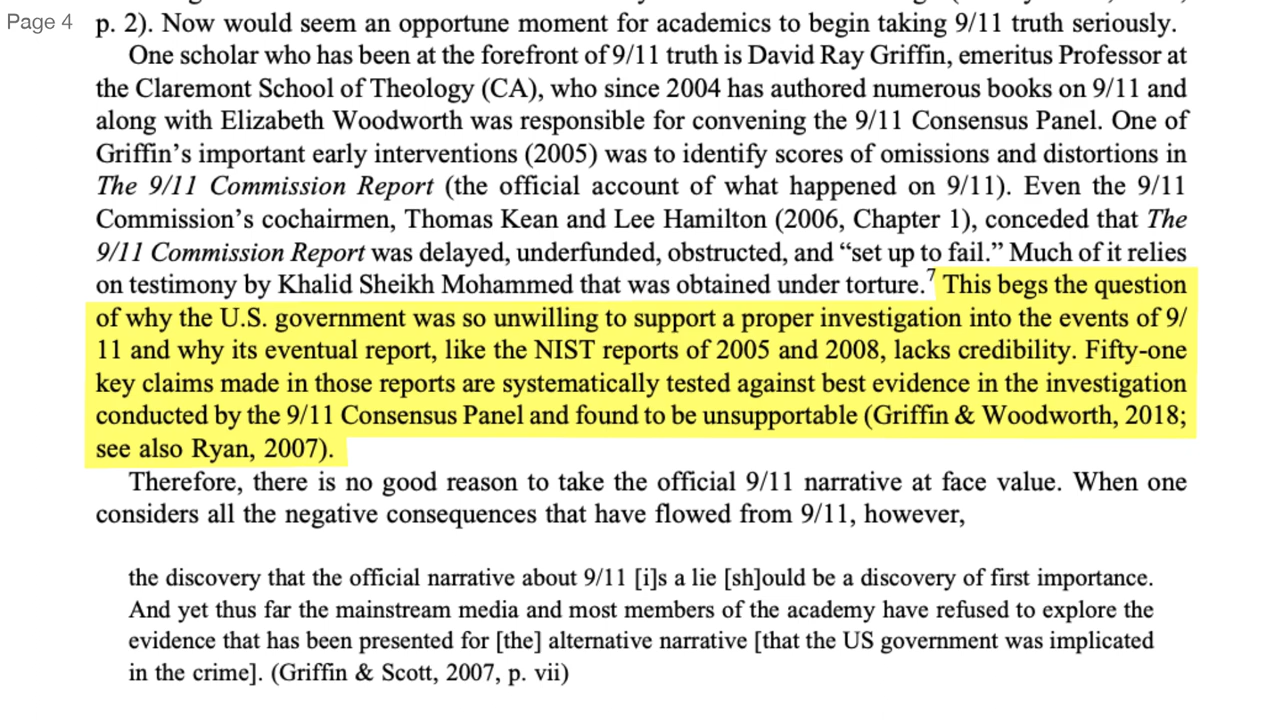 Page 4
p. 2). Now would seem an opportune moment for academics to begin taking 9/11 truth seriously.
One scholar who has been at the forefront of 9/11 truth is David Ray Griffin, emeritus Professor at
the Claremont School of Theology (CA), who since 2004 has authored numerous books on 9/11 and
along with Elizabeth Woodworth was responsible for convening the 9/11 Consensus Panel. One of
Griffin's important early interventions (2005) was to identify scores of omissions and distortions in
The 9/11 Commission Report (the official account of what happened on 9/11). Even the 9/11
Commission's cochairmen, Thomas Kean and Lee Hamilton (2006, Chapter 1), conceded that The
9/11 Commission Report was delayed, underfunded, obstructed, and “set up to fail.” Much of it relies
on testimony by Khalid Sheikh Mohammed that was obtained under torture.7 This begs the question
of why the U.S. government was so unwilling to support a proper investigation into the events of 9/
11 and why its eventual report, like the NIST reports of 2005 and 2008, lacks credibility. Fifty-one
key claims made in those reports are systematically tested against best evidence in the investigation
conducted by the 9/11 Consensus Panel and found to be unsupportable (Griffin & Woodworth, 2018;
see also Ryan, 2007).
Therefore, there is no good reason to take the official 9/11 narrative at face value. When one
considers all the negative consequences that have flowed from 9/11, however,
the discovery that the official narrative about 9/11 [i]s a lie [sh]ould be a discovery of first importance.
And yet thus far the mainstream media and most members of the academy have refused to explore the
evidence that has been presented for [the] alternative narrative [that the US government was implicated
in the crime]. (Griffin & Scott, 2007, p. vii)